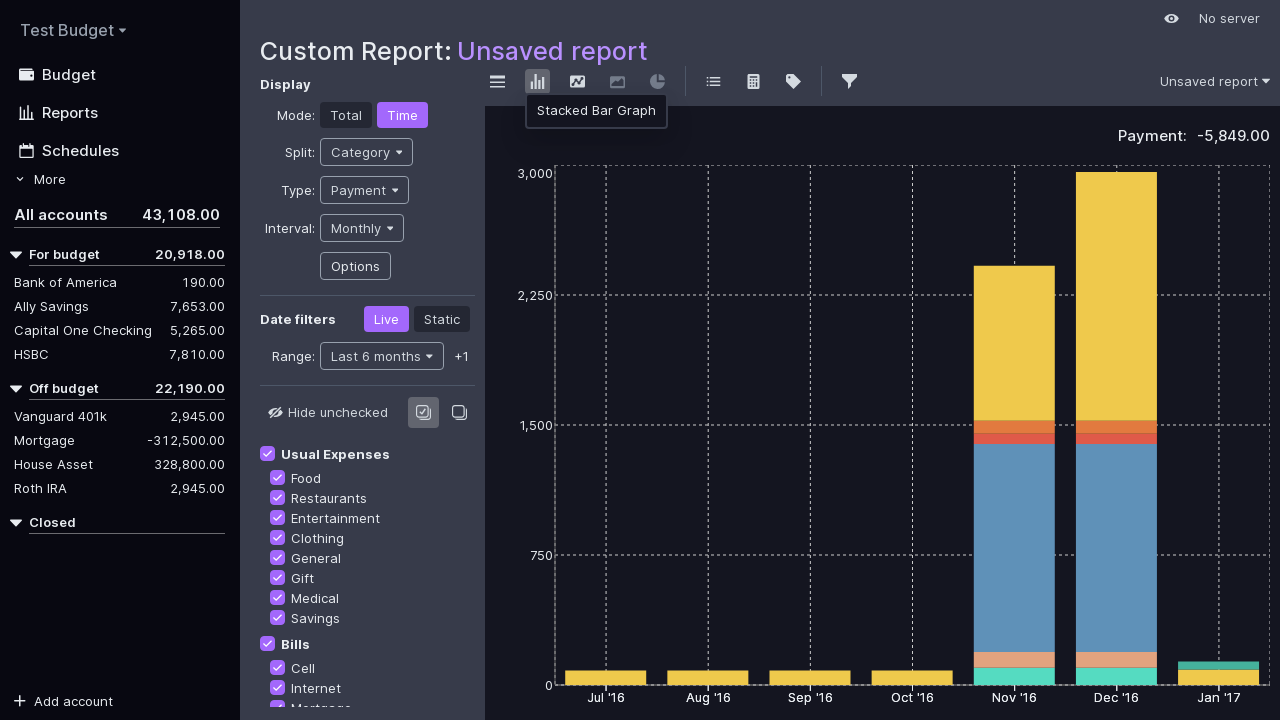 Test Budget
Budget
Reports
Schedules
More
All accounts 43,108.00
For budget 20,918.00
Bank of America 190.00
Ally Savings 7,653.00
Capital One Checking 5,265.00
HSBC 7,810.00
Off budget 22,190.00
Vanguard 401k 2,945.00
Mortgage -312,500.00
House Asset 328,800.00
Roth IRA 2,945.00
Closed
Add account
No server
Custom Report: Unsaved report
Display
Mode: Total Time
Split: Category
Type: Payment
Interval: Monthly
Options
Date filters Live Static
Range: Last 6 months +1
Hide unchecked
Usual Expenses
Food
Restaurants
Entertainment
Clothing
General
Gift
Medical
Savings
Bills
Cell
Internet
Mortgage
Unsaved report
Stacked Bar Graph
Payment: -5,849.00
3,000
2,250
1,500
750
0
Jul '16 Aug '16 Sep '16 Oct '16 Nov '16 Dec '16 Jan '17